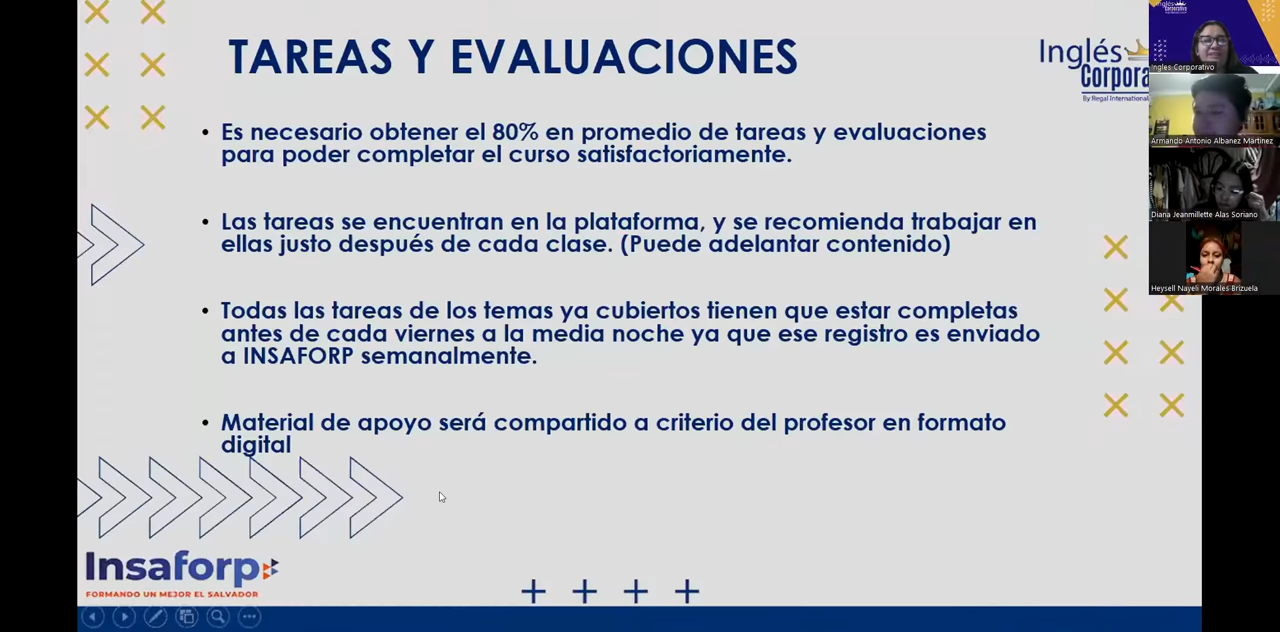 TAREAS Y EVALUACIONES
Inglés
Corpora
By Regal International
• Es necesario obtener el 80% en promedio de tareas y evaluaciones
para poder completar el curso satisfactoriamente.
• Las tareas se encuentran en la plataforma, y se recomienda trabajar en
ellas justo después de cada clase. (Puede adelantar contenido)
• Todas las tareas de los temas ya cubiertos tienen que estar completas
antes de cada viernes a la media noche ya que ese registro es enviado
a INSAFORP semanalmente.
• Material de apoyo será compartido a criterio del profesor en formato
digital
Insaforp
FORMANDO UN MEJOR EL SALVADOR
Ingles Corporativo
Armando Antonio Albanez Martinez
Diana Jeanmillette Alas Soriano
Heysell Nayeli Morales Brizuela